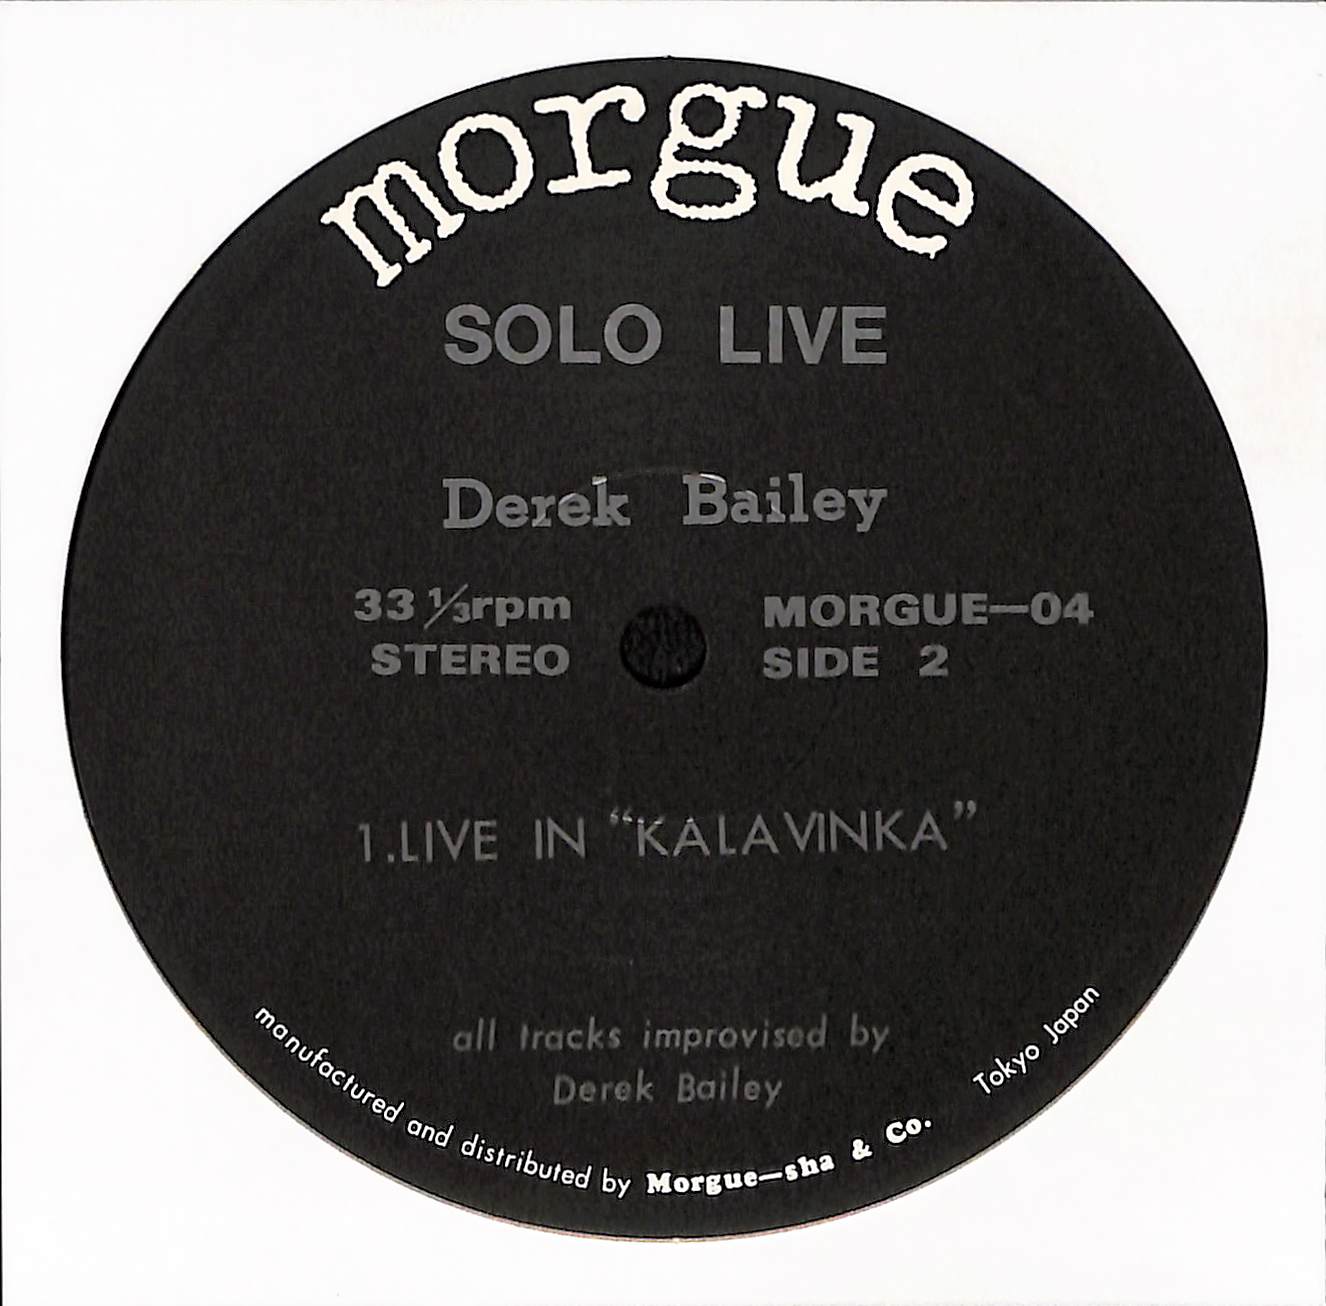 morgue
SOLO LIVE
Derek Bailey
33 1/3rpm
STEREO
MORGUE—04
SIDE 2
1.LIVE IN “KALAVINKA”
all tracks improvised by
Derek Bailey
manufactured and distributed by Morgue—sha & Co. Tokyo Japan